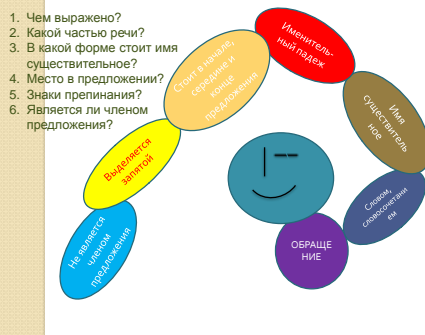 1. Чем выражено?
2. Какой частью речи?
3. В какой форме стоит имя
существительное?
4. Место в предложении?
5. Знаки препинания?
6. Является ли членом
предложения?
Стоит в начале,
середине и
конце
предложения
Именитель-
ный падеж
Имя
существитель
ное
Словом,
словосочетани
ем
ОБРАЩЕ
НИЕ
Выделяется
запятой
Не является
членом
предложения